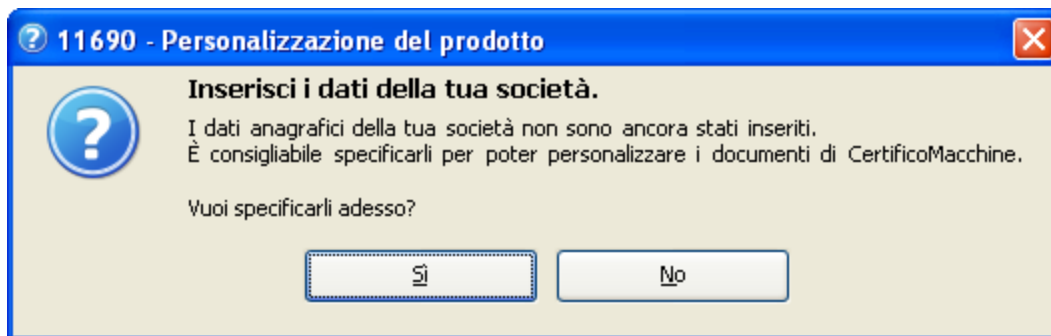 11690 - Personalizzazione del prodotto
Inserisci i dati della tua società.
I dati anagrafici della tua società non sono ancora stati inseriti.
È consigliabile specificarli per poter personalizzare i documenti di CertificoMacchine.
Vuoi specificarli adesso?
Sì
No